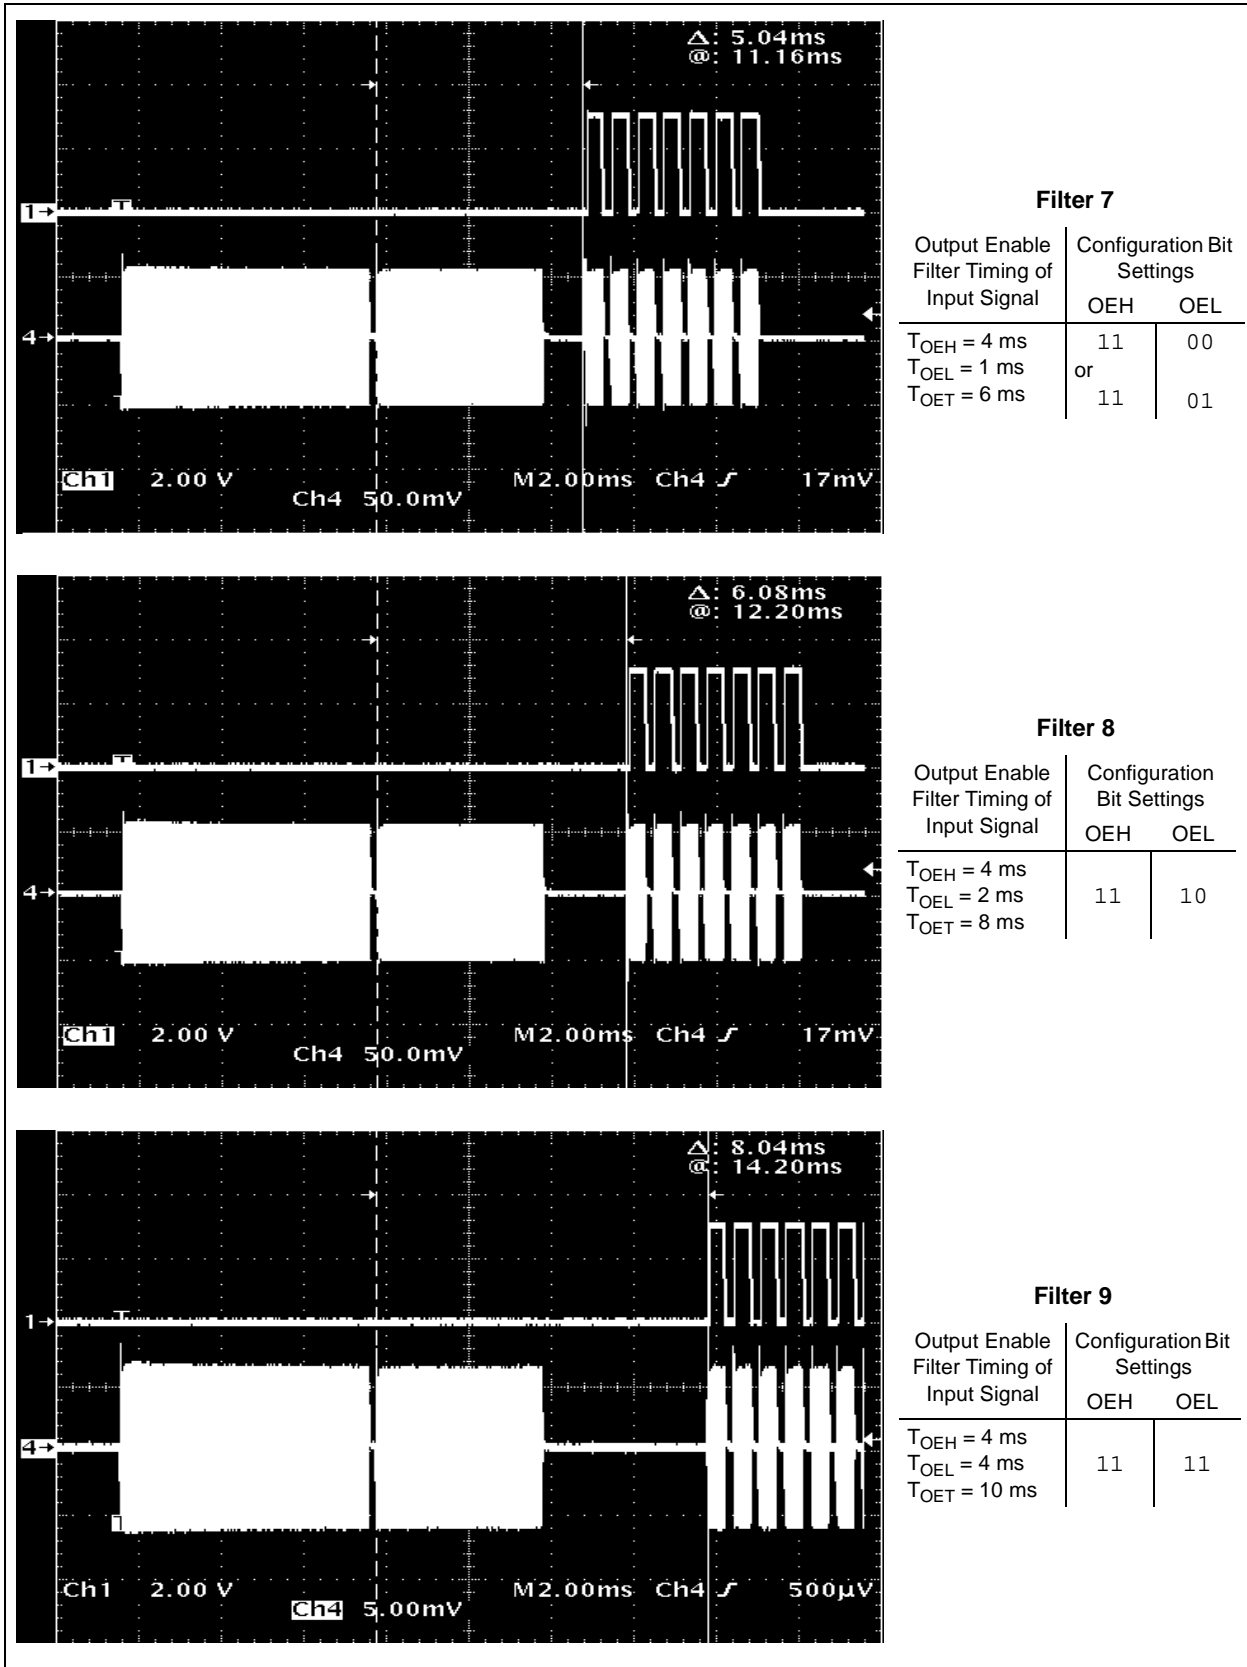 Δ: 5.04ms
@: 11.16ms
T
1→
4→
Ch1 2.00 V M2.00ms Ch4 17mV
Ch4 50.0mV
Filter 7
Output Enable Filter Timing of Input Signal
Configuration Bit Settings
OEH OEL
TOEH = 4 ms 11 00
TOEL = 1 ms or
TOET = 6 ms 11 01
Δ: 6.08ms
@: 12.20ms
T
1→
4→
Ch1 2.00 V M2.00ms Ch4 17mV
Ch4 50.0mV
Filter 8
Output Enable Filter Timing of Input Signal
Configuration Bit Settings
OEH OEL
TOEH = 4 ms
TOEL = 2 ms 11 10
TOET = 8 ms
Δ: 8.04ms
@: 14.20ms
T
1→
4→
Ch1 2.00 V M2.00ms Ch4 500µV
Ch4 5.00mV
Filter 9
Output Enable Filter Timing of Input Signal
Configuration Bit Settings
OEH OEL
TOEH = 4 ms
TOEL = 4 ms 11 11
TOET = 10 ms